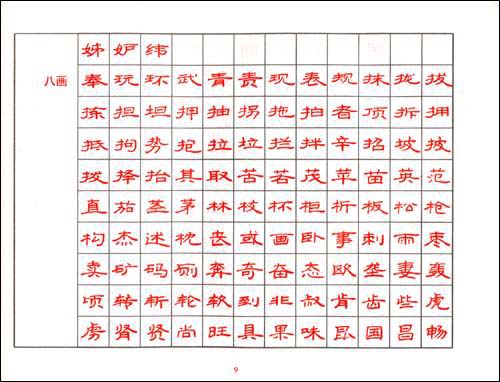 姊 妒 纬
八画 奉 玩 环 武 青 责 现 表 规 抹 拢 拔
拣 担 坦 押 抽 拐 拖 拍 者 顶 拆 拥
抵 拘 势 抱 拉 垃 拦 拌 幸 招 坡 披
拨 择 抬 其 取 苦 若 茂 苹 苗 英 范
直 茄 茎 茅 林 枝 杯 柜 析 板 松 枪
构 杰 述 枕 丧 或 画 卧 事 刺 雨 枣
卖 矿 码 厕 奔 奇 奋 态 欧 垄 妻 轰
顷 转 斩 轮 软 到 非 叔 肯 齿 些 虎
虏 肾 贤 尚 旺 具 果 味 昆 国 昌 畅
9